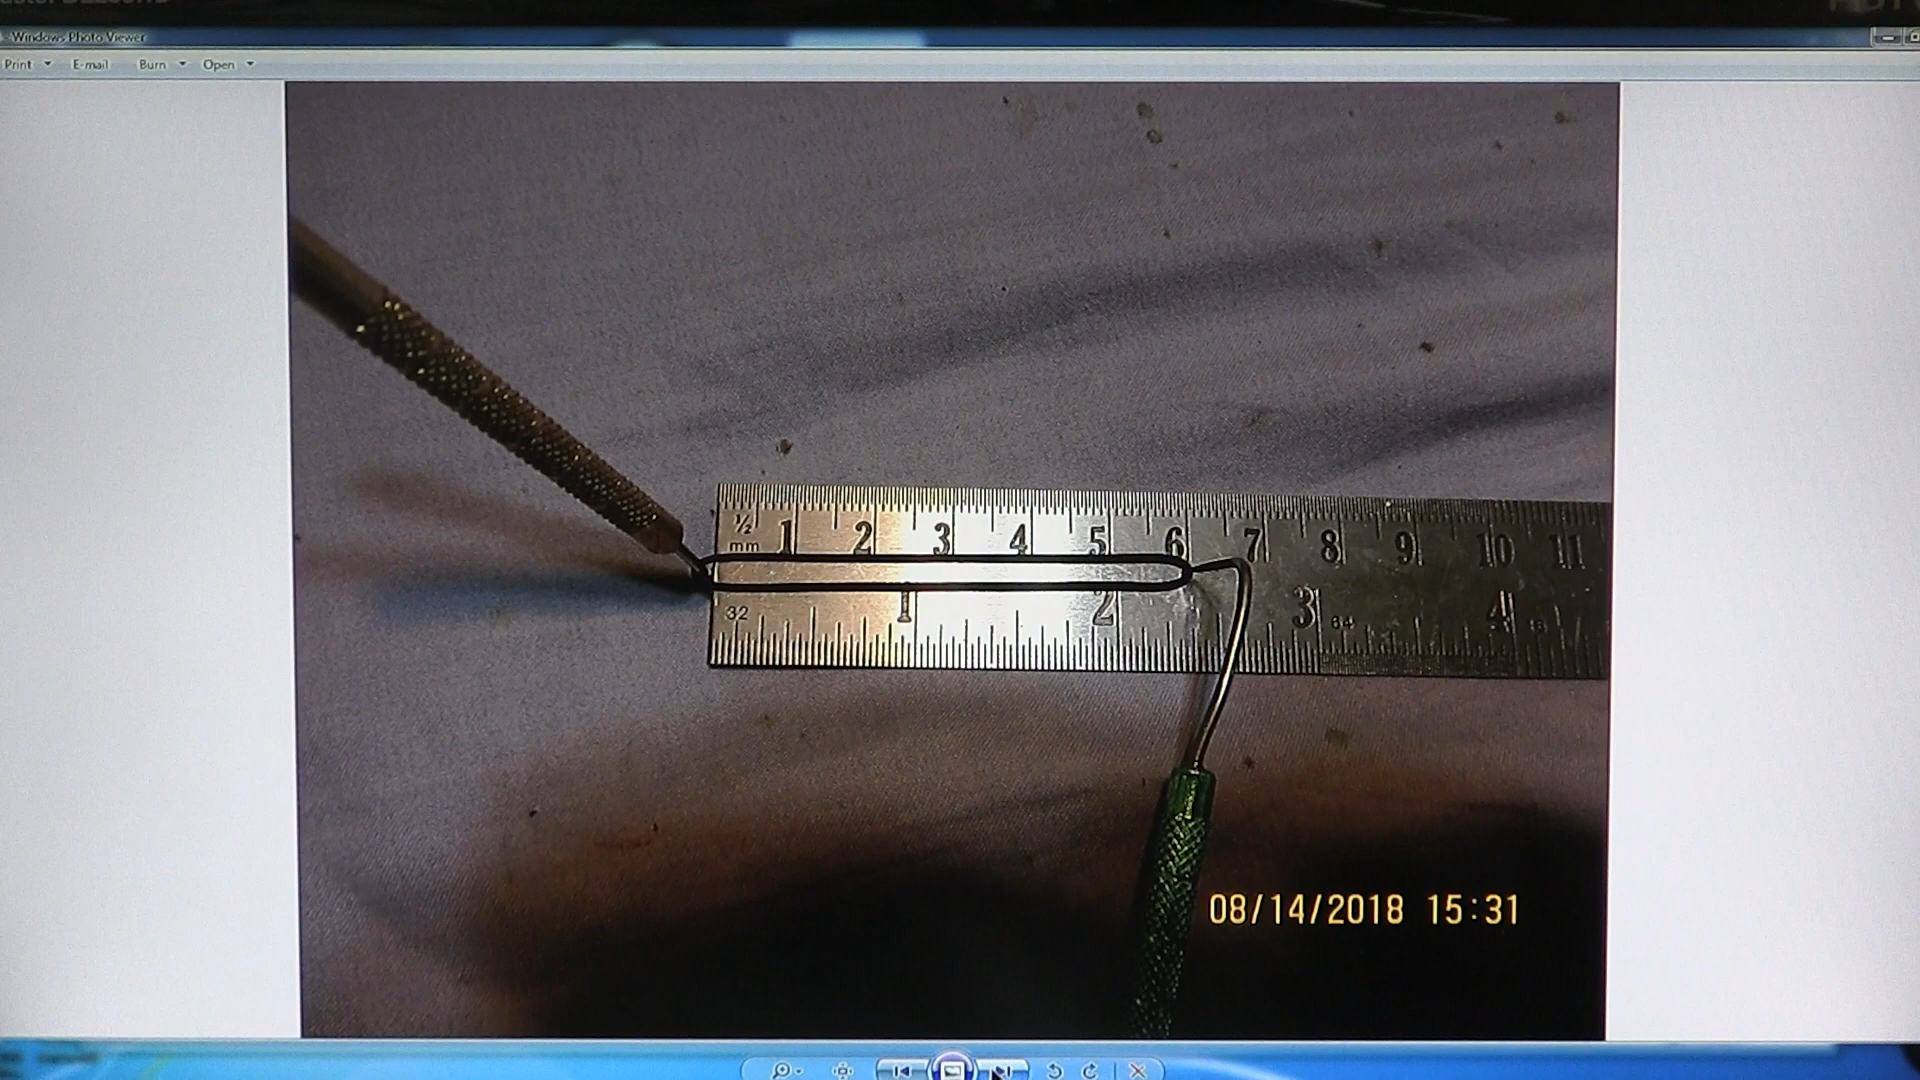 Windows Photo Viewer
Print E-mail Burn Open
½ 1 2 3 4 5 6 7 8 9 10 11
mm
32 1 2 3 64 4
08/14/2018 15:31